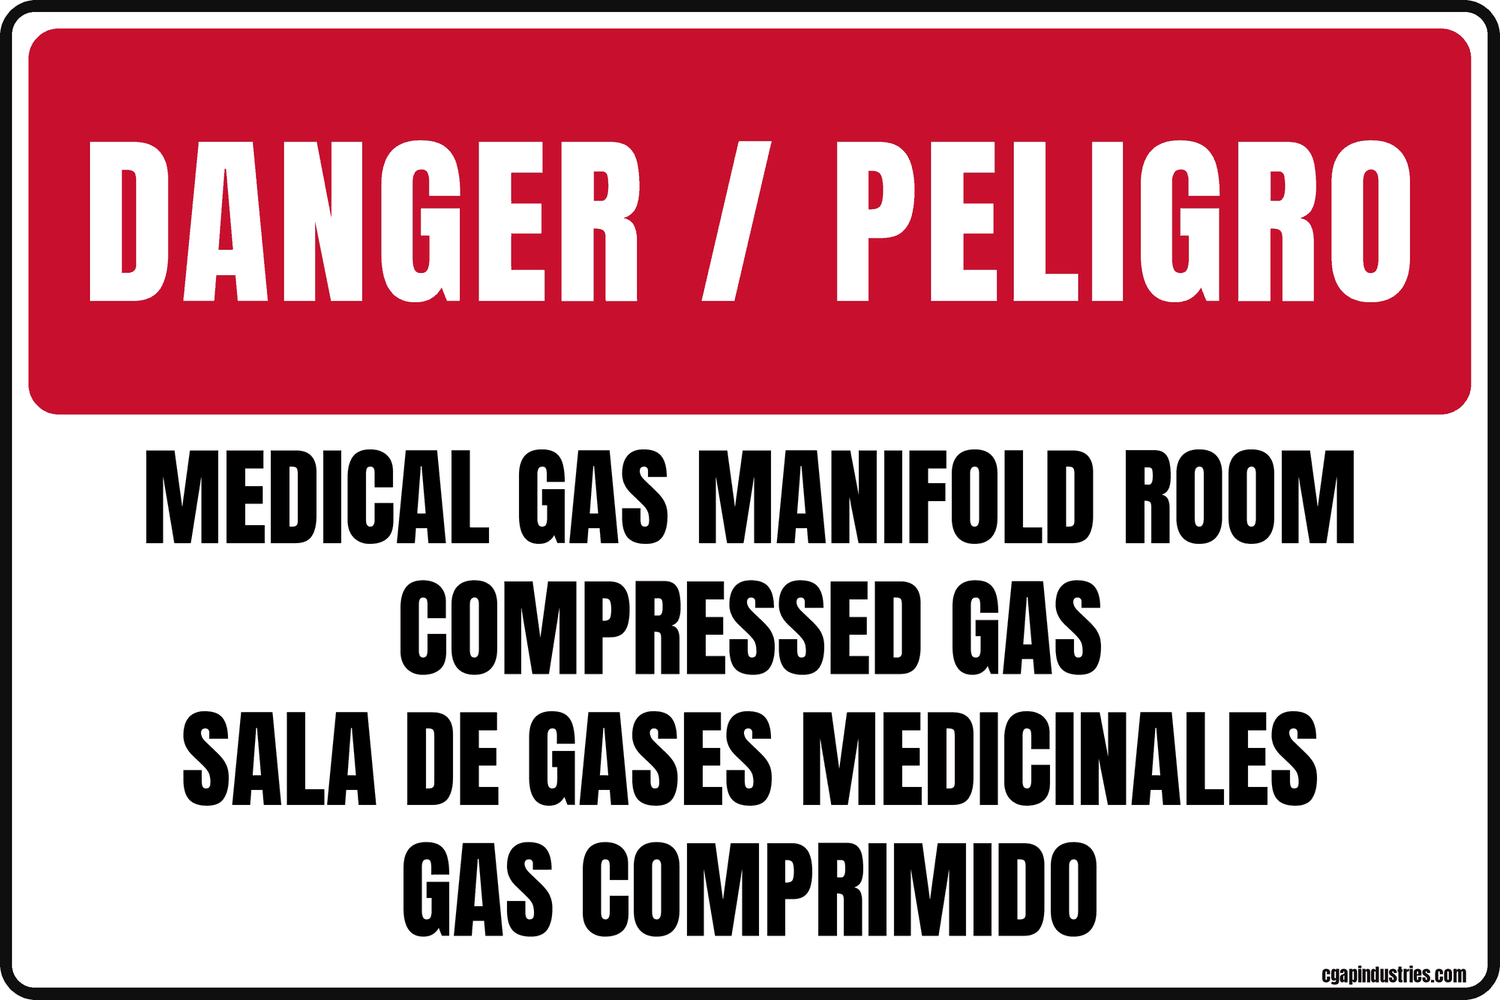 DANGER / PELIGRO
MEDICAL GAS MANIFOLD ROOM
COMPRESSED GAS
SALA DE GASES MEDICINALES
GAS COMPRIMIDO
cgapindustries.com